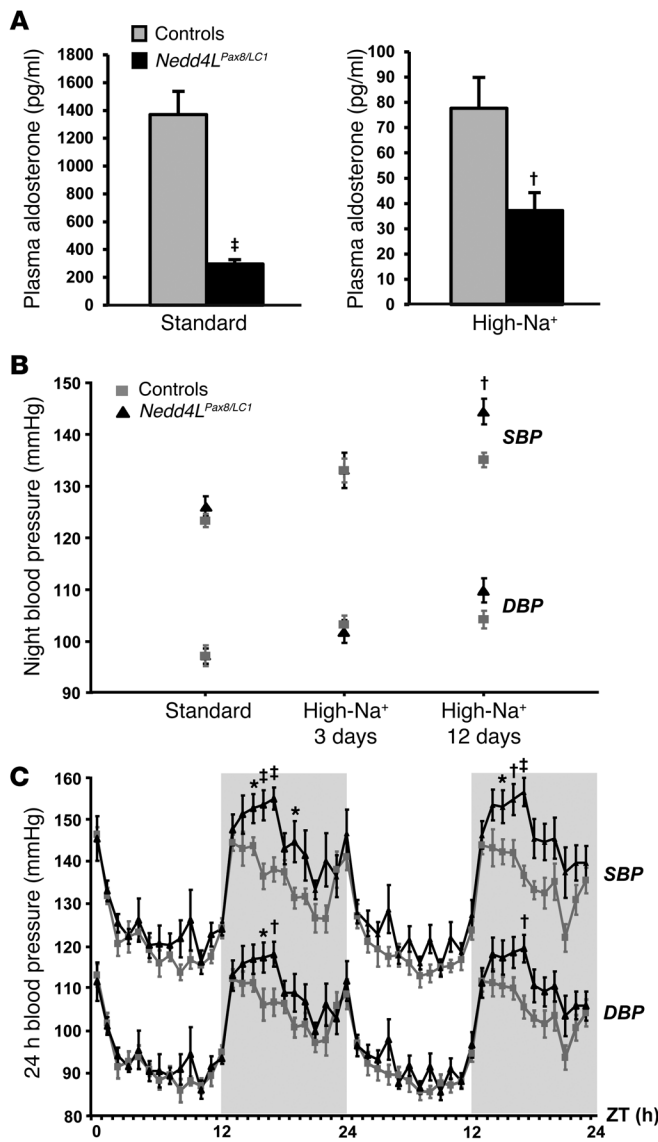 A
Controls
Nedd4L^Pax8/LC1
Plasma aldosterone (pg/ml)
1800
1600
1400
1200
1000
800
600
400
200
0
‡
Standard
Plasma aldosterone (pg/ml)
100
90
80
70
60
50
40
30
20
10
0
†
High-Na⁺
B
Controls
Nedd4L^Pax8/LC1
Night blood pressure (mmHg)
150
140
130
120
110
100
90
†
SBP
DBP
Standard
High-Na⁺
3 days
High-Na⁺
12 days
C
24 h blood pressure (mmHg)
160
150
140
130
120
110
100
90
80
* ‡ ‡ *
* † ‡
SBP
* †
†
DBP
0 12 24 12 24
ZT (h)